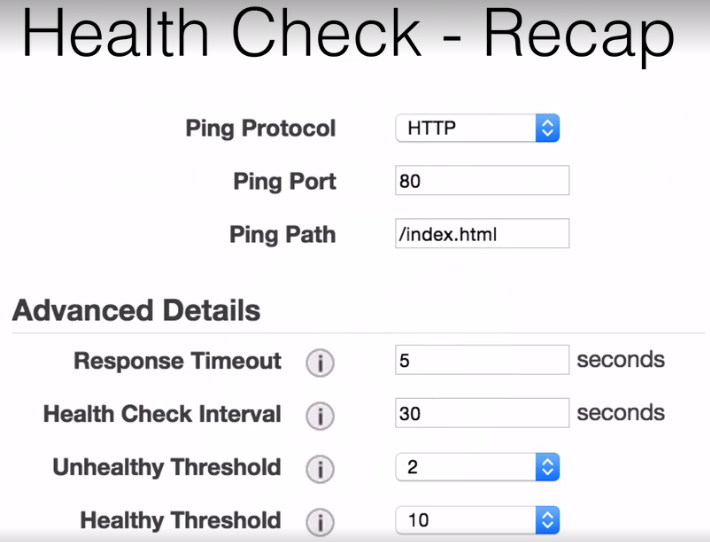 Health Check - Recap
Ping Protocol HTTP
Ping Port 80
Ping Path /index.html
Advanced Details
Response Timeout i 5 seconds
Health Check Interval i 30 seconds
Unhealthy Threshold i 2
Healthy Threshold i 10